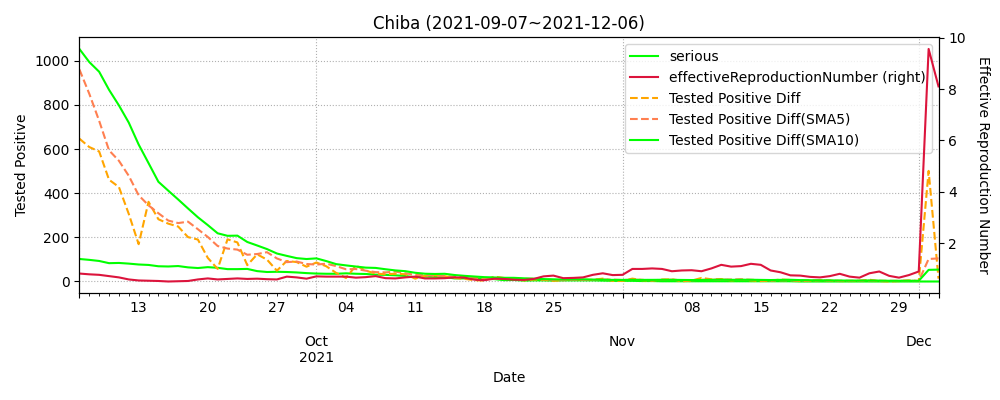 Chiba (2021-09-07~2021-12-06)
Tested Positive
1000
800
600
400
200
0
10
8
6
4
2
Effective Reproduction Number
serious
effectiveReproductionNumber (right)
Tested Positive Diff
Tested Positive Diff(SMA5)
Tested Positive Diff(SMA10)
13 20 27 04 11 18 25 08 15 22 29
Oct Nov Dec
2021
Date